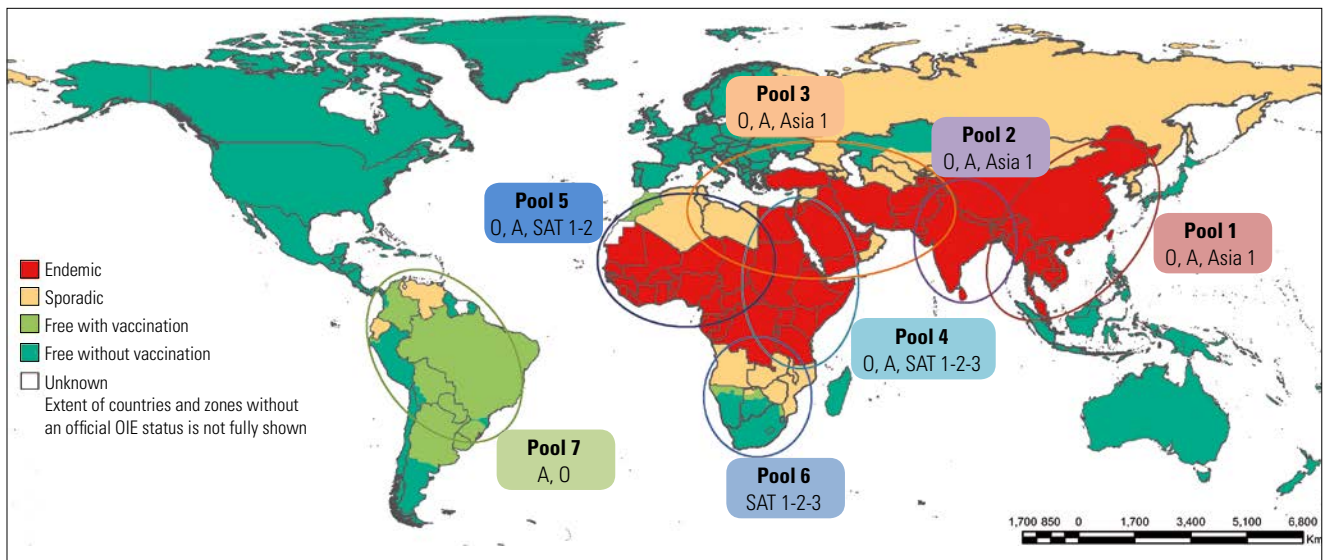 Pool 3
O, A, Asia 1
Pool 2
O, A, Asia 1
Pool 5
O, A, SAT 1-2
Pool 1
O, A, Asia 1
Endemic
Sporadic
Free with vaccination
Free without vaccination
Unknown
Extent of countries and zones without
an official OIE status is not fully shown
Pool 4
O, A, SAT 1-2-3
Pool 7
A, O
Pool 6
SAT 1-2-3
1,700 850 0 1,700 3,400 5,100 6,800
Km